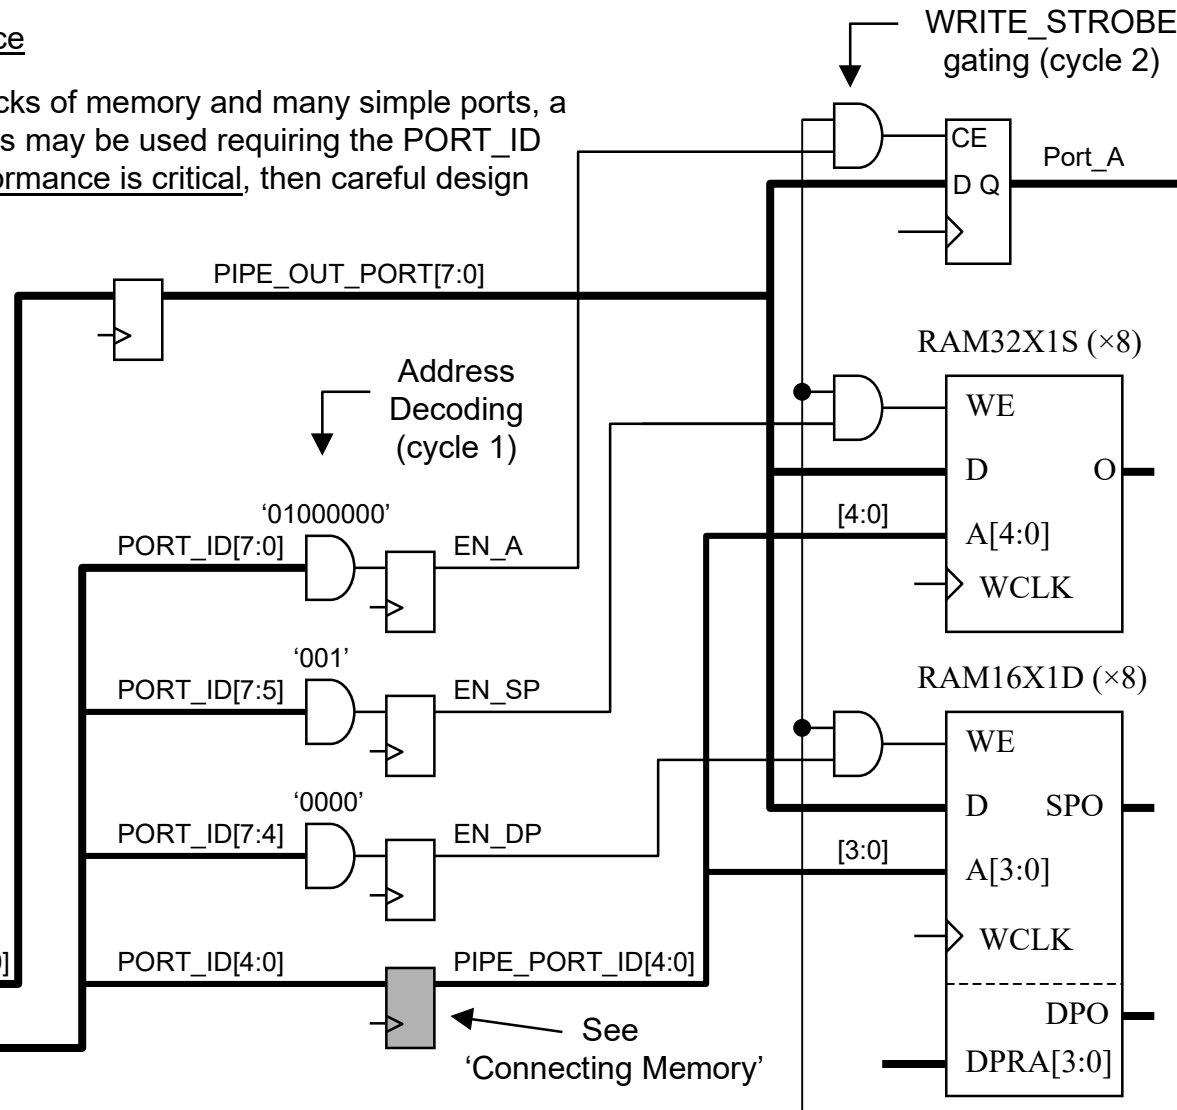 WRITE_STROBE
gating (cycle 2)
cks of memory and many simple ports, a
s may be used requiring the PORT_ID
ormance is critical, then careful design
CE
D Q
Port_A
PIPE_OUT_PORT[7:0]
Address
Decoding
(cycle 1)
RAM32X1S (×8)
WE
D O
[4:0]
A[4:0]
WCLK
‘01000000’
PORT_ID[7:0]
EN_A
‘001’
PORT_ID[7:5]
EN_SP
‘0000’
PORT_ID[7:4]
EN_DP
RAM16X1D (×8)
WE
D SPO
[3:0]
A[3:0]
WCLK
DPO
DPRA[3:0]
PORT_ID[4:0]
PIPE_PORT_ID[4:0]
See
‘Connecting Memory’